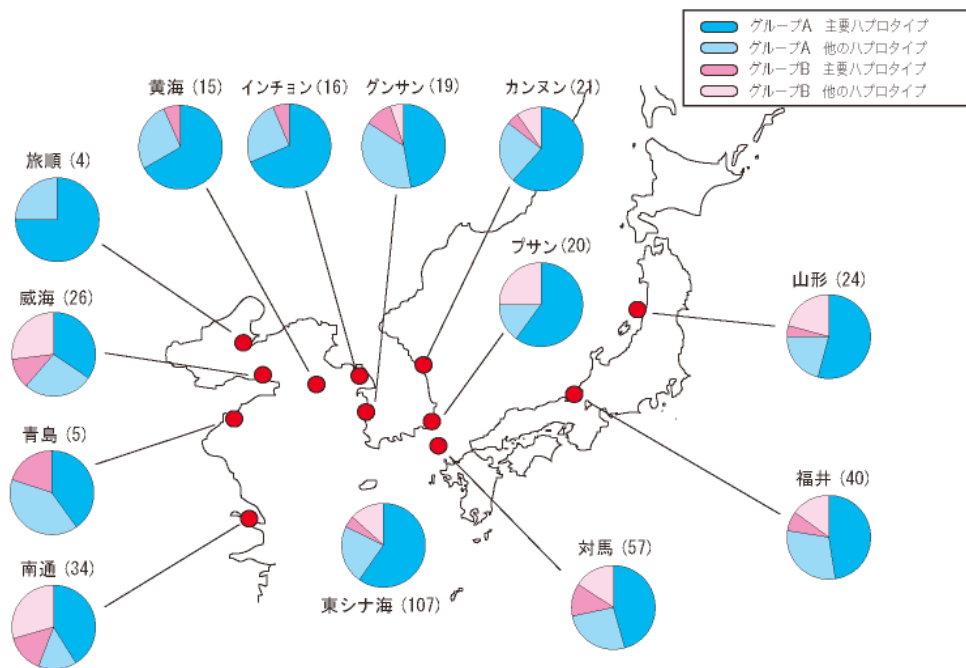 グループA 主要ハプロタイプ
グループA 他のハプロタイプ
グループB 主要ハプロタイプ
グループB 他のハプロタイプ
黄海 (15)
インチョン (16)
グンサン (19)
カンヌン (21)
旅順 (4)
プサン (20)
威海 (26)
山形 (24)
青島 (5)
福井 (40)
南通 (34)
対馬 (57)
東シナ海 (107)